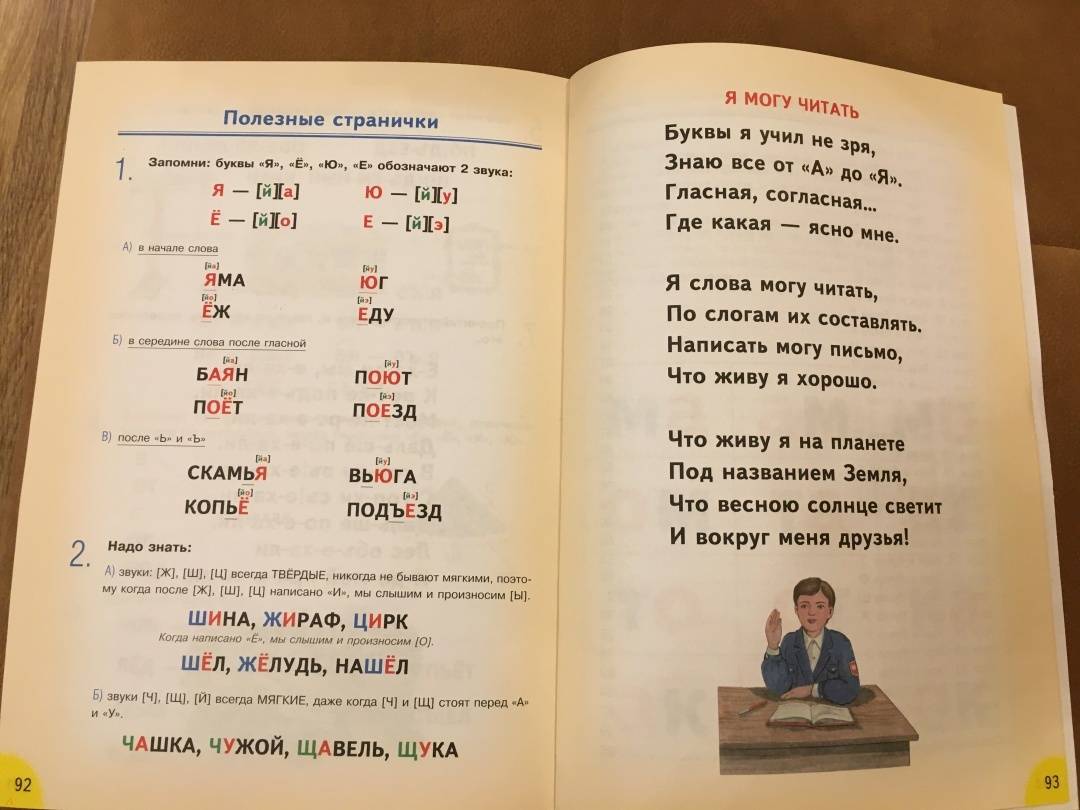 Полезные странички
1. Запомни: буквы «Я», «Ё», «Ю», «Е» обозначают 2 звука:
Я — [й][а] Ю — [й][у]
Ё — [й][о] Е — [й][э]
А) в начале слова
[йа] [йу]
ЯМА ЮГ
[йо] [йэ]
ЁЖ ЕДУ
Б) в середине слова после гласной
[йа] [йу]
БАЯН ПОЮТ
[йо] [йэ]
ПОЁТ ПОЕЗД
В) после «Ь» и «Ъ»
[йа] [йу]
СКАМЬЯ ВЬЮГА
[йо] [йэ]
КОПЬЁ ПОДЪЕЗД
2. Надо знать:
А) звуки: [Ж], [Ш], [Ц] всегда ТВЁРДЫЕ, никогда не бывают мягкими, поэто-
му когда после [Ж], [Ш], [Ц] написано «И», мы слышим и произносим [Ы].
ШИНА, ЖИРАФ, ЦИРК
Когда написано «Ё», мы слышим и произносим [О].
ШЁЛ, ЖЁЛУДЬ, НАШЁЛ
Б) звуки [Ч], [Щ], [Й] всегда МЯГКИЕ, даже когда [Ч] и [Щ] стоят перед «А»
и «У».
ЧАШКА, ЧУЖОЙ, ЩАВЕЛЬ, ЩУКА
92
Я МОГУ ЧИТАТЬ
Буквы я учил не зря,
Знаю все от «А» до «Я».
Гласная, согласная...
Где какая — ясно мне.
Я слова могу читать,
По слогам их составлять.
Написать могу письмо,
Что живу я хорошо.
Что живу я на планете
Под названием Земля,
Что весною солнце светит
И вокруг меня друзья!
93